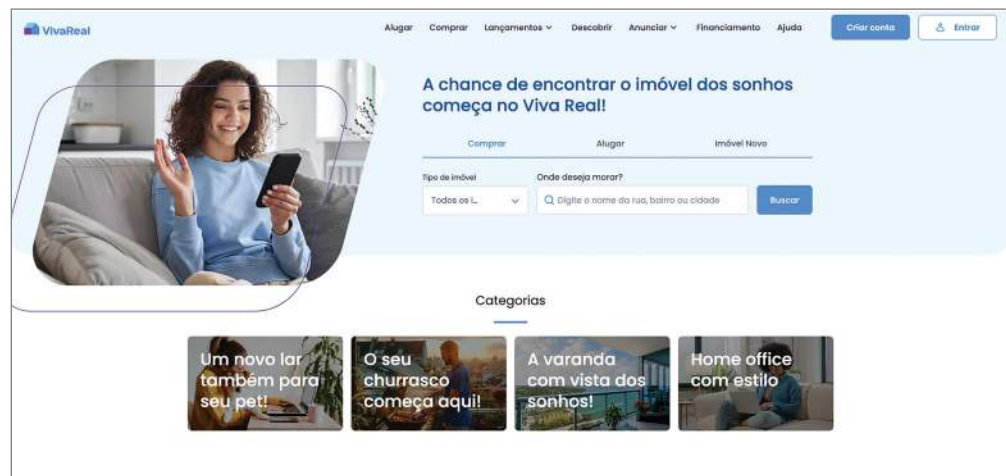 VivaReal
Alugar Comprar Lançamentos Descobrir Anunciar Financiamento Ajuda Criar conta Entrar
A chance de encontrar o imóvel dos sonhos
começa no Viva Real!
Comprar Alugar Imóvel Novo
Tipo de imóvel Onde deseja morar?
Todos os i... Digite o nome da rua, bairro ou cidade Buscar
Categorias
Um novo lar
também para
seu pet!
O seu
churrasco
começa aqui!
A varanda
com vista dos
sonhos!
Home office
com estilo